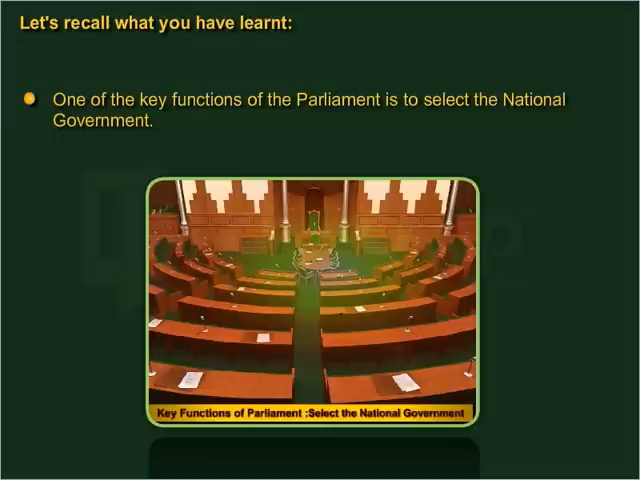 Let's recall what you have learnt:
One of the key functions of the Parliament is to select the National
Government.
Key Functions of Parliament :Select the National Government